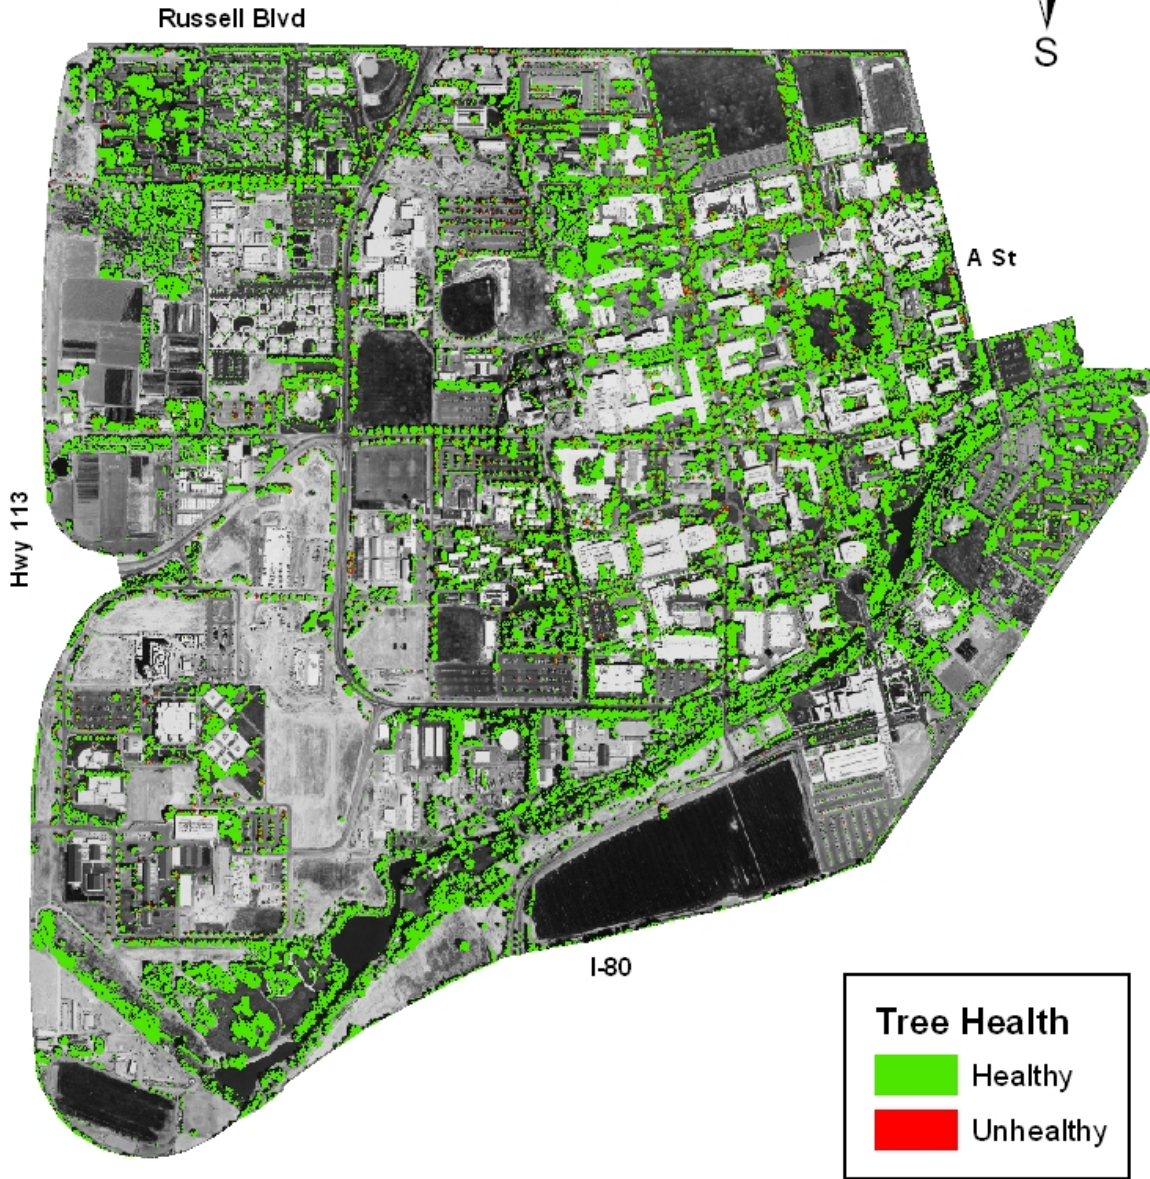 Russell Blvd
S
A St
Hwy 113
I-80
Tree Health
Healthy
Unhealthy